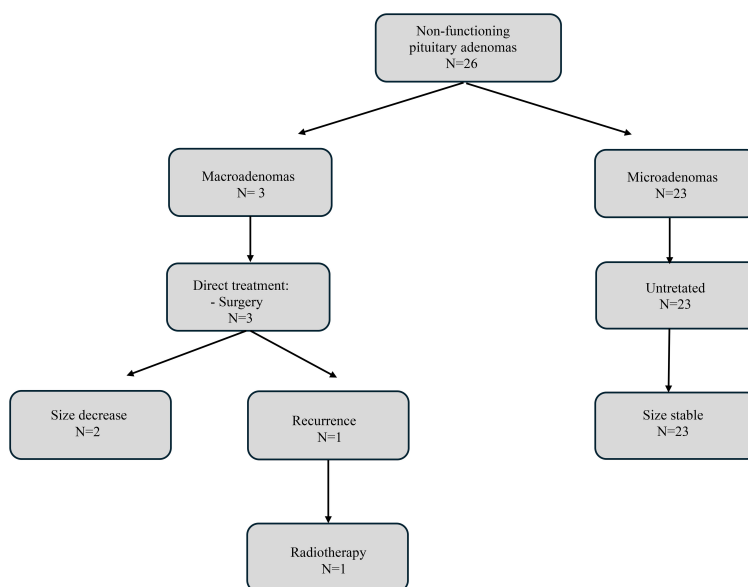 Non-functioning
pituitary adenomas
N=26
Macroadenomas
N= 3
Microadenomas
N=23
Direct treatment:
- Surgery
N=3
Untretated
N=23
Size decrease
N=2
Recurrence
N=1
Size stable
N=23
Radiotherapy
N=1